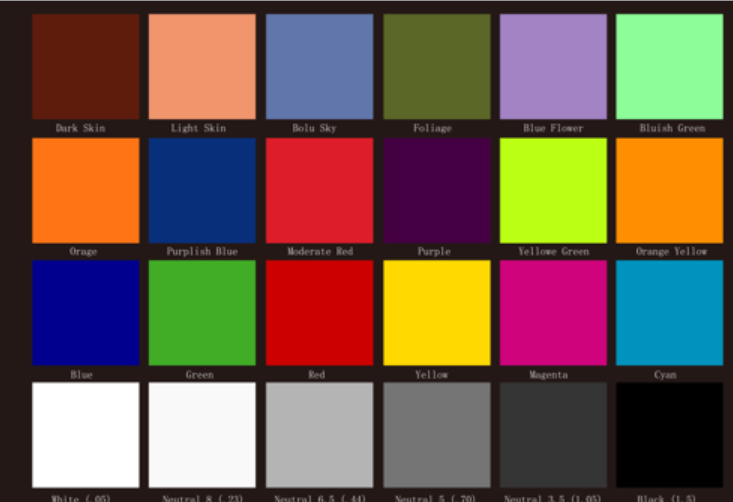 Dark Skin Light Skin Bolu Sky Foliage Blue Flower Bluish Green
Orage Purplish Blue Moderate Red Purple Yellowe Green Orange Yellow
Blue Green Red Yellow Magenta Cyan
White (.05) Neutral 8 (.23) Neutral 6.5 (.44) Neutral 5 (.70) Neutral 3.5 (1.05) Black (1.5)